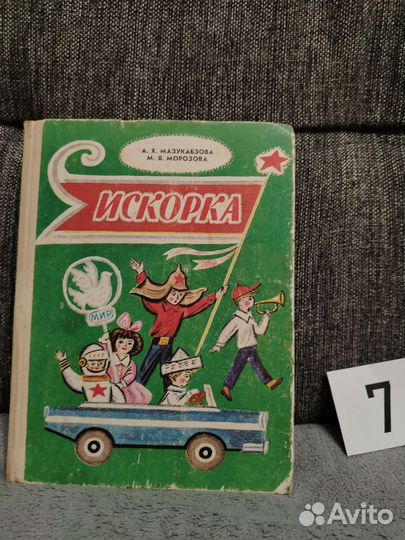 А. Х. МАЗУКАБЗОВА
М. Я. МОРОЗОВА
ИСКОРКА
МИР
7
Avito